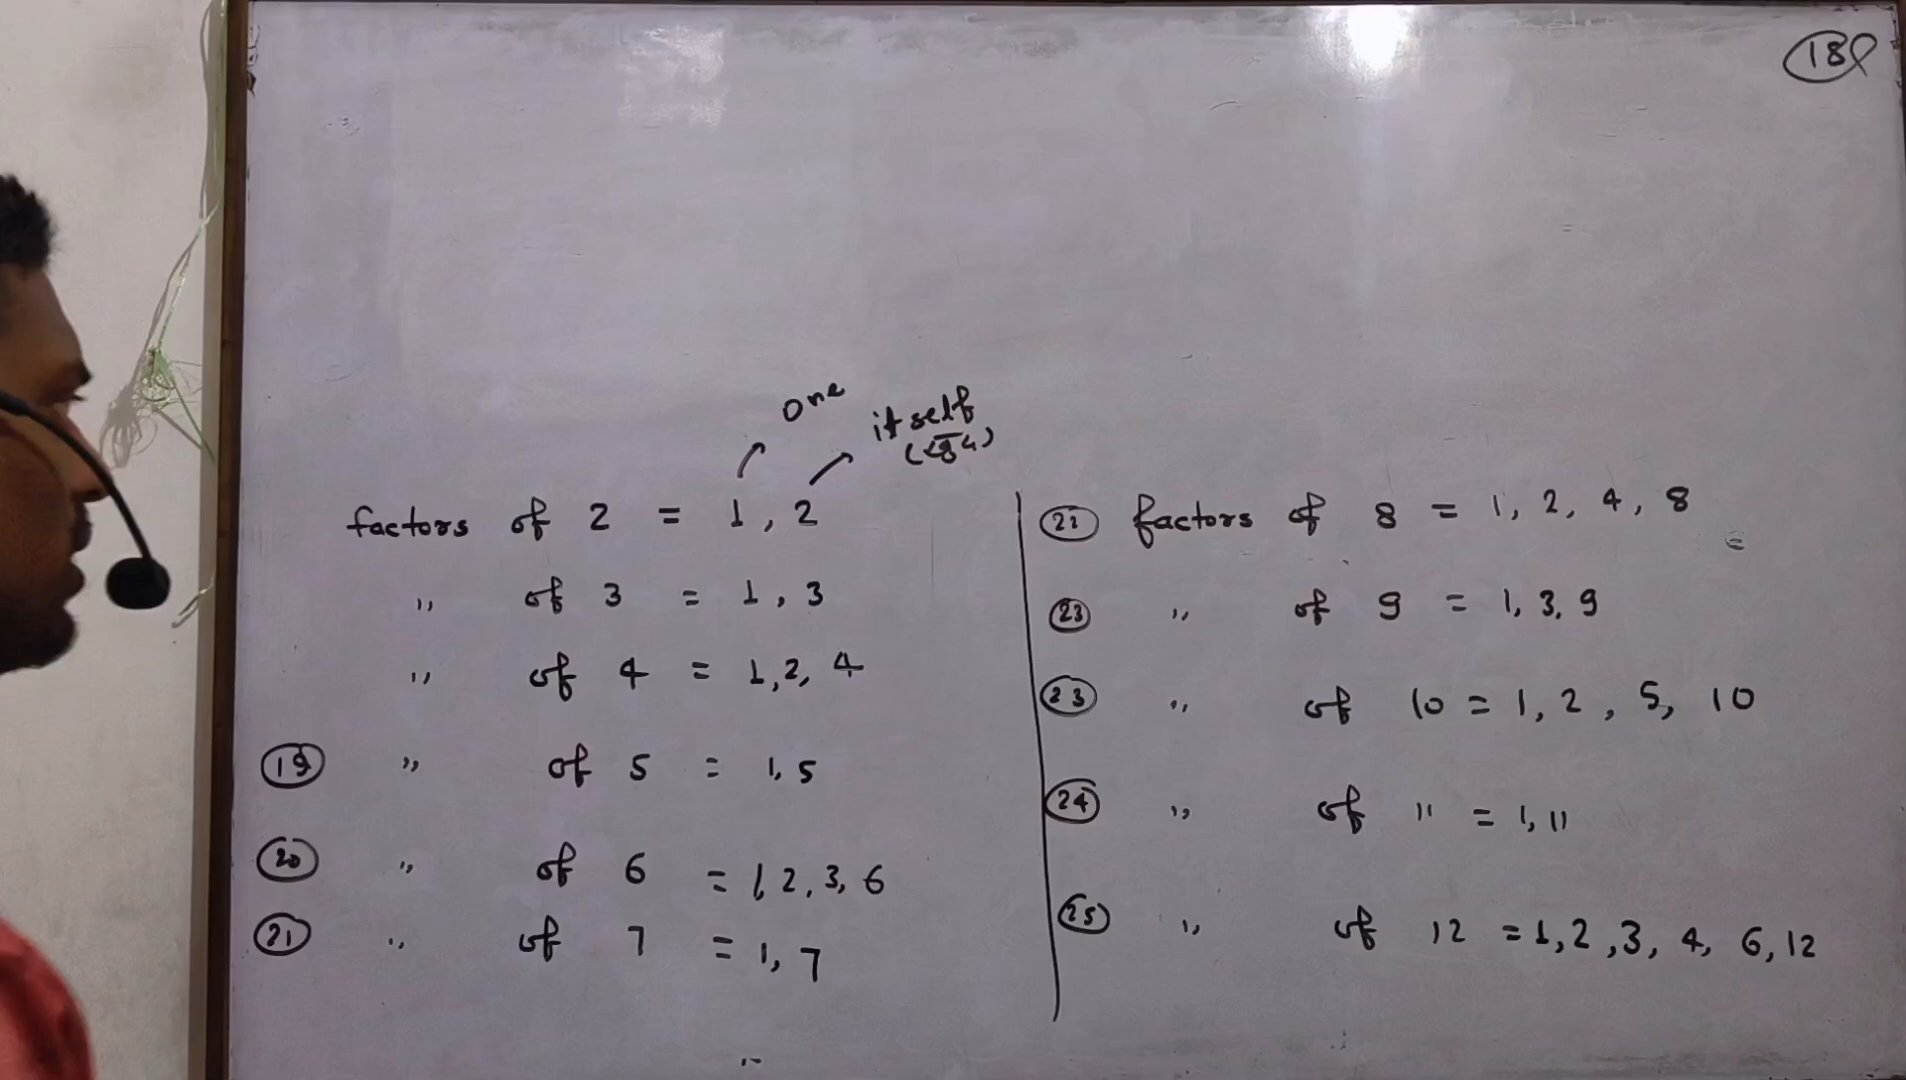 18
one
itself
factors of 2 = 1, 2
" of 3 = 1, 3
" of 4 = 1, 2, 4
19 " of 5 = 1, 5
20 " of 6 = 1, 2, 3, 6
21 " of 7 = 1, 7
22 factors of 8 = 1, 2, 4, 8
23 " of 9 = 1, 3, 9
23 " of 10 = 1, 2, 5, 10
24 " of 11 = 1, 11
25 " of 12 = 1, 2, 3, 4, 6, 12